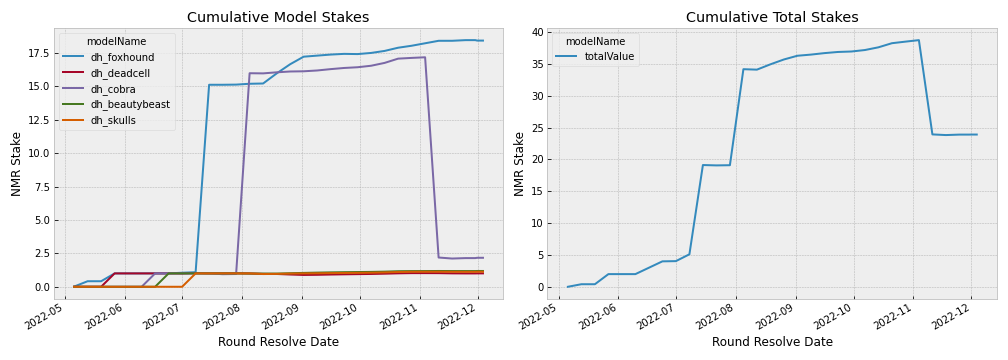 Cumulative Model Stakes
modelName
dh_foxhound
dh_deadcell
dh_cobra
dh_beautybeast
dh_skulls
17.5
15.0
12.5
10.0
7.5
5.0
2.5
0.0
NMR Stake
2022-05
2022-06
2022-07
2022-08
2022-09
2022-10
2022-11
2022-12
Round Resolve Date
Cumulative Total Stakes
modelName
totalValue
40
35
30
25
20
15
10
5
0
NMR Stake
2022-05
2022-06
2022-07
2022-08
2022-09
2022-10
2022-11
2022-12
Round Resolve Date